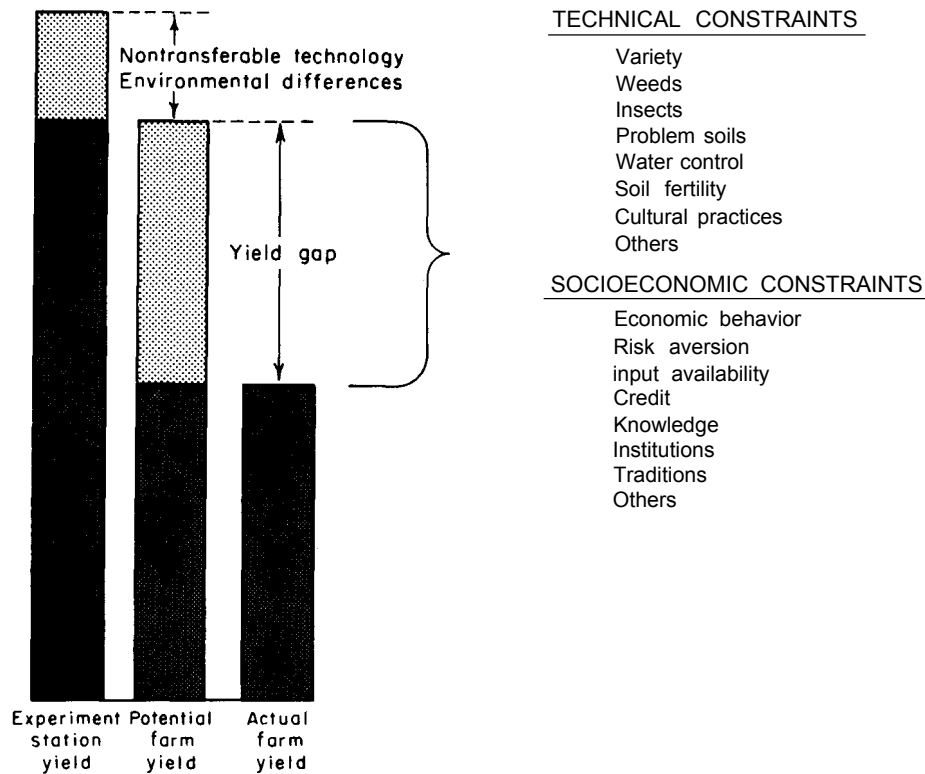 Nontransferable technology
Environmental differences
Yield gap
Experiment station yield
Potential farm yield
Actual farm yield
TECHNICAL CONSTRAINTS
Variety
Weeds
Insects
Problem soils
Water control
Soil fertility
Cultural practices
Others
SOCIOECONOMIC CONSTRAINTS
Economic behavior
Risk aversion
input availability
Credit
Knowledge
Institutions
Traditions
Others